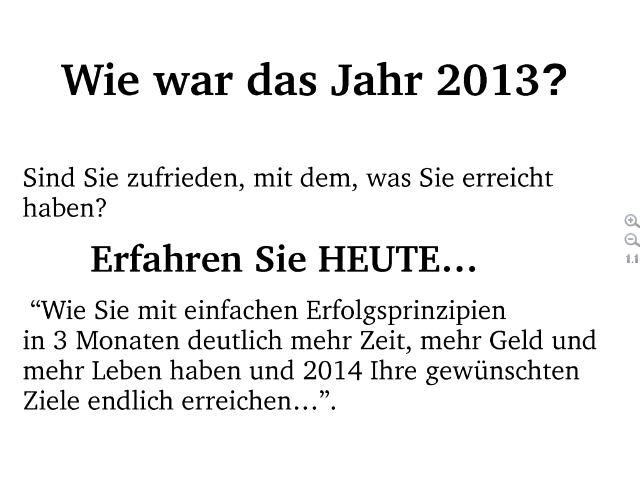 Wie war das Jahr 2013?
Sind Sie zufrieden, mit dem, was Sie erreicht
haben?
Erfahren Sie HEUTE...
“Wie Sie mit einfachen Erfolgsprinzipien
in 3 Monaten deutlich mehr Zeit, mehr Geld und
mehr Leben haben und 2014 Ihre gewünschten
Ziele endlich erreichen...”.
1:1